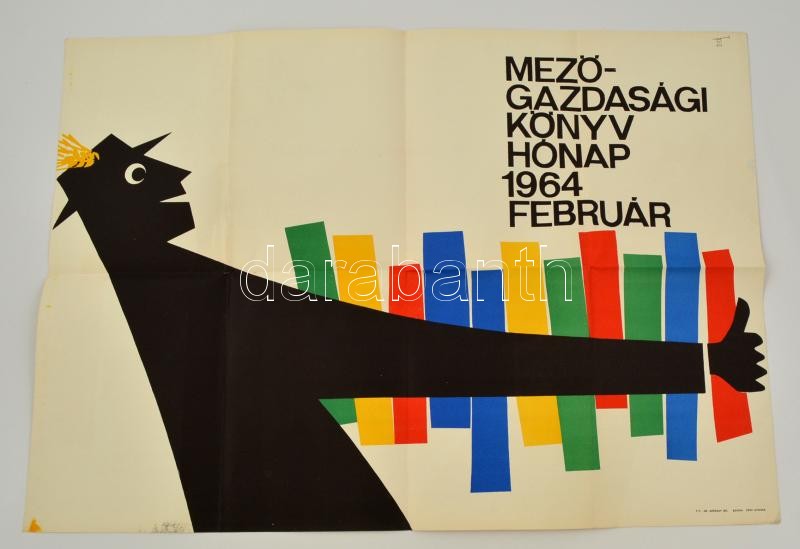 MEZŐ-
GAZDASÁGI
KÖNYV
HÓNAP
1964
FEBRUÁR
darabanth